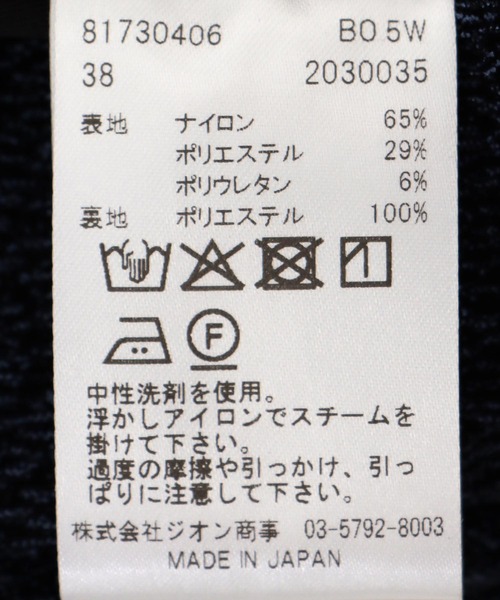 81730406 BO 5W
38 2030035
表地 ナイロン 65%
ポリエステル 29%
ポリウレタン 6%
裏地 ポリエステル 100%
F
中性洗剤を使用。
浮かしアイロンでスチームを
掛けて下さい。
過度の摩擦や引っかけ、引っ
ぱりに注意して下さい。
株式会社ジオン商事 03-5792-8003
MADE IN JAPAN